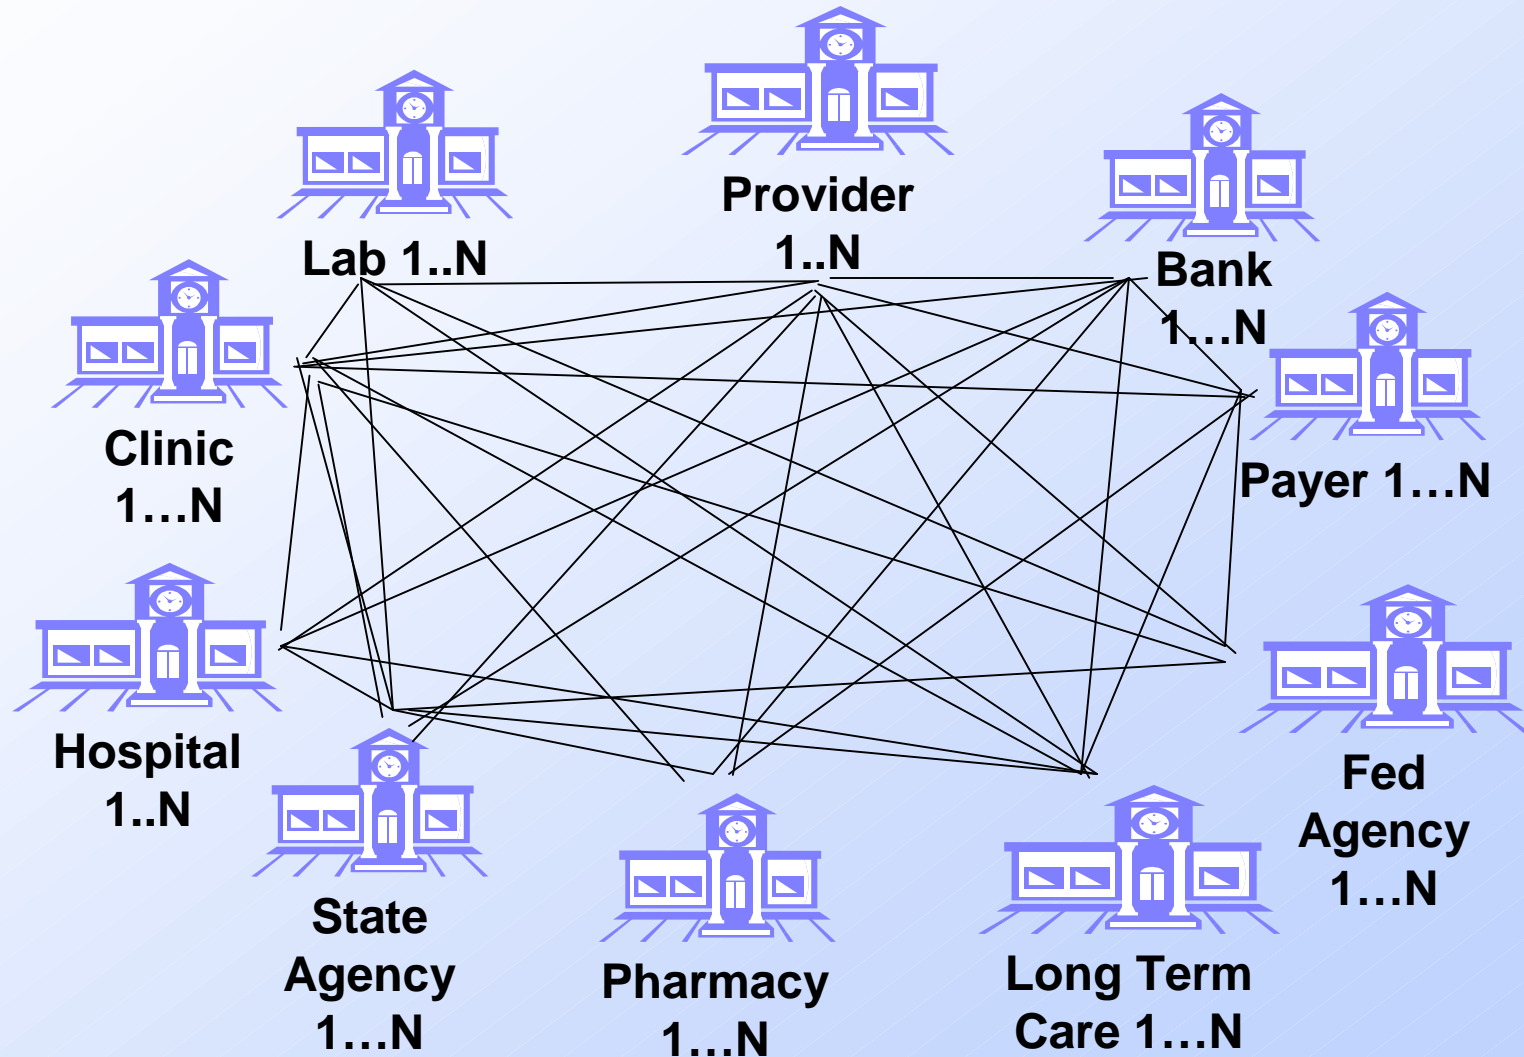 Provider
1..N
Lab 1..N
Bank
1...N
Clinic
1...N
Payer 1...N
Hospital
1..N
Fed
Agency
1...N
State
Agency
1...N
Pharmacy
1...N
Long Term
Care 1...N